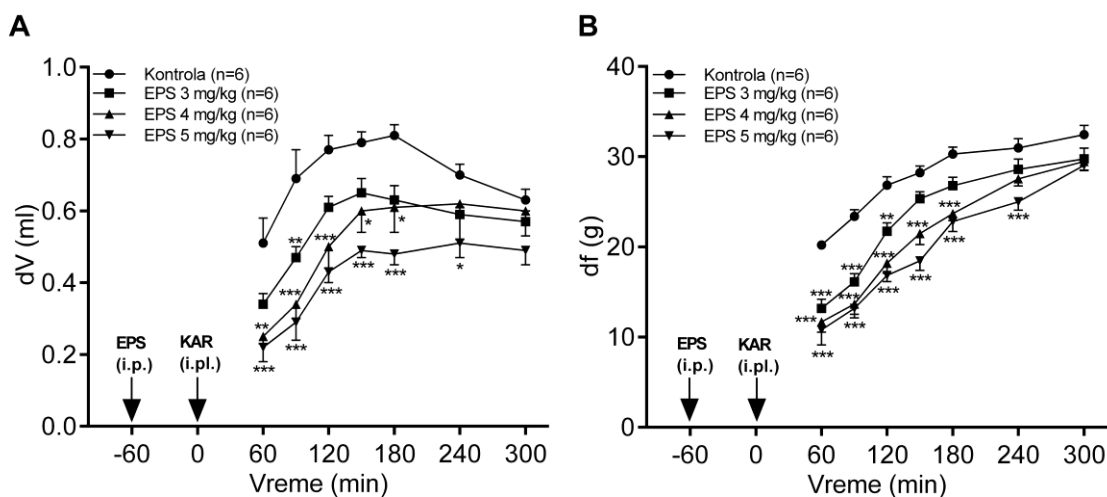 A
1.0
0.8
0.6
0.4
0.2
0.0
dV (ml)
Kontrola (n=6)
EPS 3 mg/kg (n=6)
EPS 4 mg/kg (n=6)
EPS 5 mg/kg (n=6)
**
***
*
*
**
***
***
***
***
***
***
*
EPS
(i.p.)
KAR
(i.pl.)
-60 0 60 120 180 240 300
Vreme (min)
B
40
30
20
10
0
df (g)
Kontrola (n=6)
EPS 3 mg/kg (n=6)
EPS 4 mg/kg (n=6)
EPS 5 mg/kg (n=6)
**
***
***
***
***
***
***
***
***
***
***
***
***
***
***
EPS
(i.p.)
KAR
(i.pl.)
-60 0 60 120 180 240 300
Vreme (min)